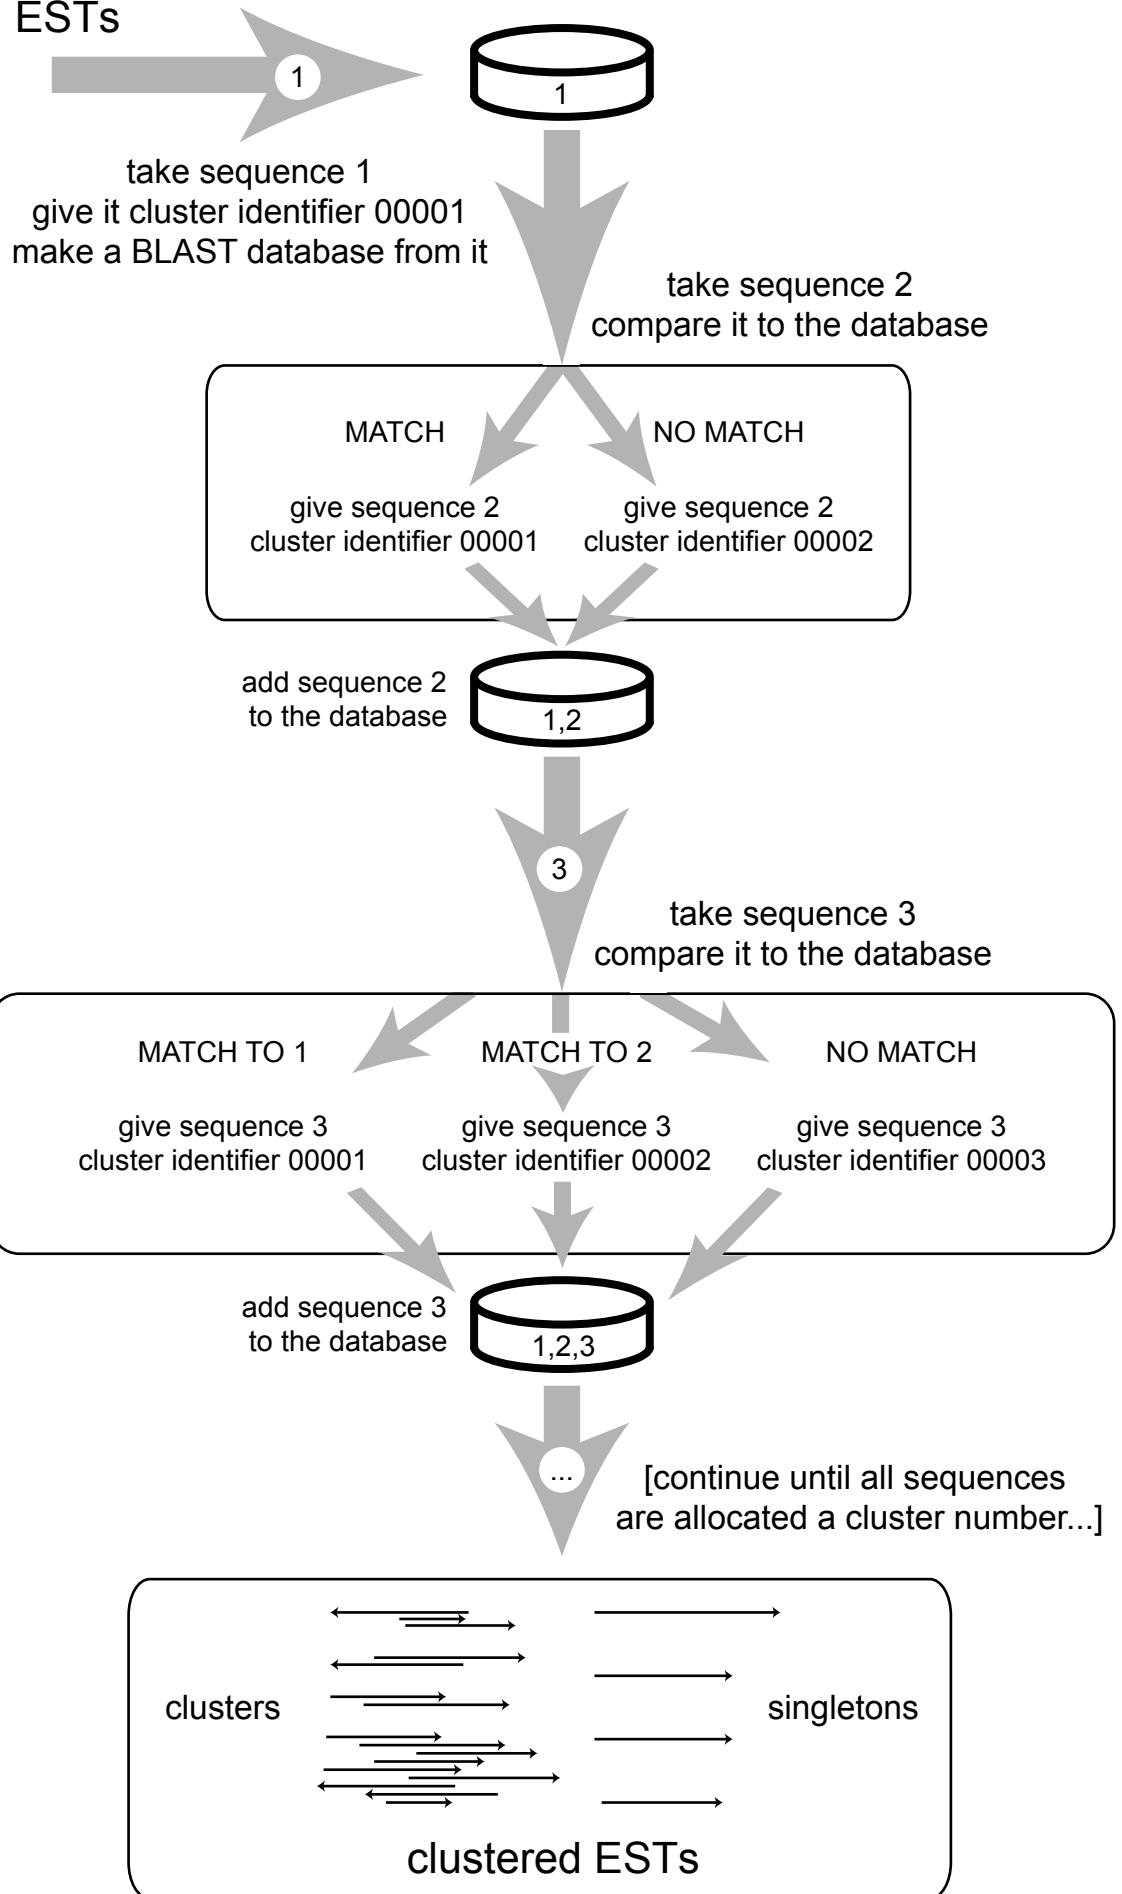 ESTs
1
1
take sequence 1
give it cluster identifier 00001
make a BLAST database from it
take sequence 2
compare it to the database
MATCH
NO MATCH
give sequence 2
cluster identifier 00001
give sequence 2
cluster identifier 00002
add sequence 2
to the database
1,2
3
take sequence 3
compare it to the database
MATCH TO 1
MATCH TO 2
NO MATCH
give sequence 3
cluster identifier 00001
give sequence 3
cluster identifier 00002
give sequence 3
cluster identifier 00003
add sequence 3
to the database
1,2,3
...
[continue until all sequences
are allocated a cluster number...]
clusters
singletons
clustered ESTs